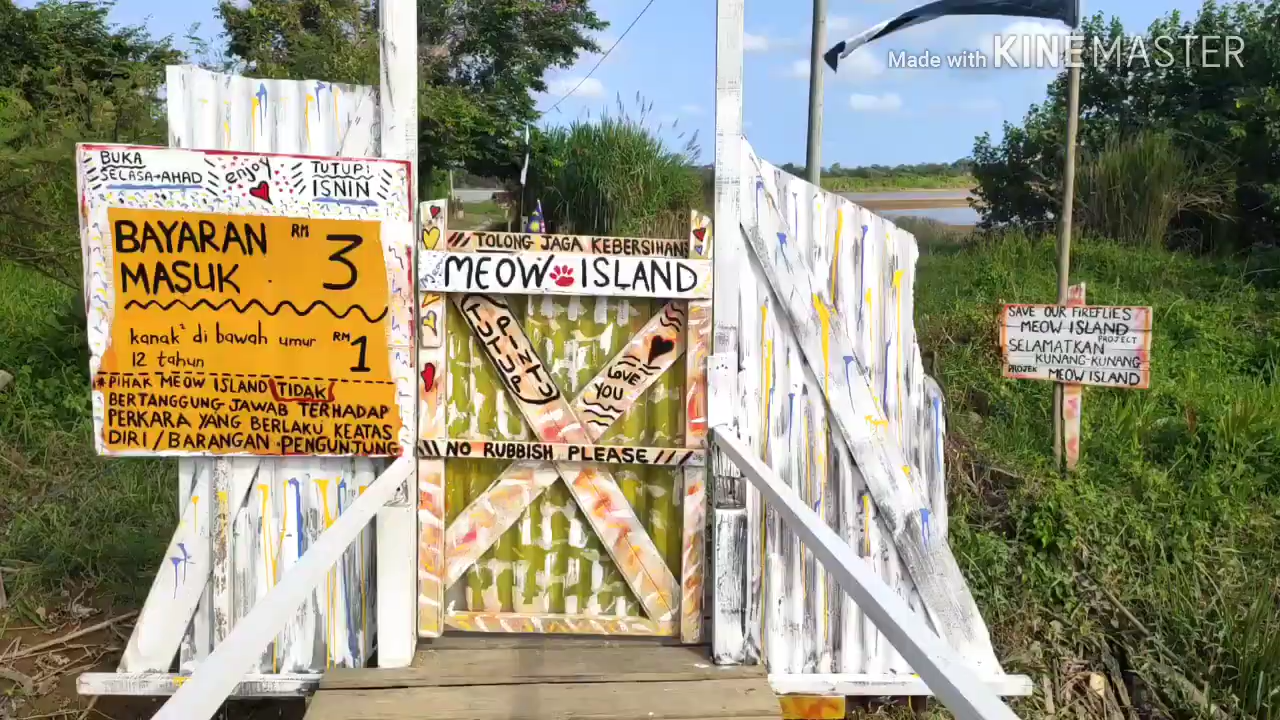 Made with KINEMASTER
BUKA
SELASA→AHAD
enjoy
TUTUP:
ISNIN
BAYARAN RM 3
MASUK
kanak² di bawah umur RM 1
12 tahun
*PIHAK MEOW ISLAND TIDAK
BERTANGGUNG JAWAB TERHADAP
PERKARA YANG BERLAKU KEATAS
DIRI/BARANGAN PENGUNJUNG
TOLONG JAGA KEBERSIHAN
MEOW ISLAND
TUTUP
PINTU
LOVE
YOU
NO RUBBISH PLEASE
SAVE OUR FIREFLIES
MEOW ISLAND
PROJECT
SELAMATKAN
KUNANG-KUNANG
PROJEK MEOW ISLAND